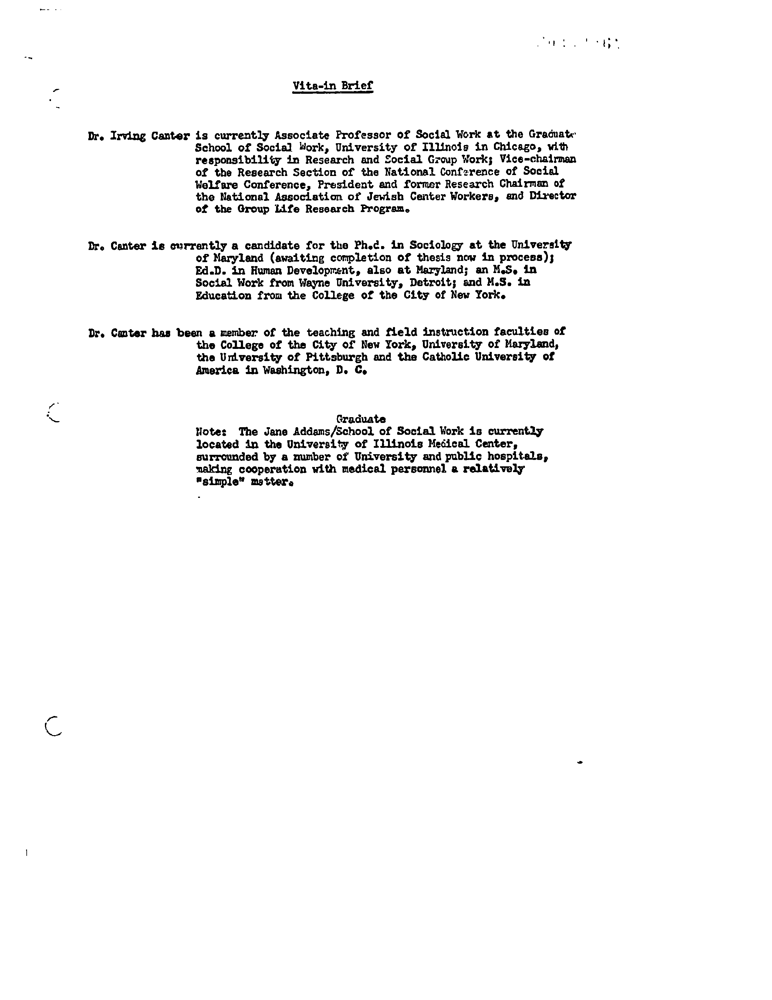 Vita-in Brief
Dr. Irving Canter is currently Associate Professor of Social Work at the Graduate
School of Social Work, University of Illinois in Chicago, with
responsibility in Research and Social Group Work; Vice-chairman
of the Research Section of the National Conference of Social
Welfare Conference, President and former Research Chairman of
the National Association of Jewish Center Workers, and Director
of the Group Life Research Program.
Dr. Canter is currently a candidate for the Ph.d. in Sociology at the University
of Maryland (awaiting completion of thesis now in process);
Ed.D. in Human Development, also at Maryland; an M.S. in
Social Work from Wayne University, Detroit; and M.S. in
Education from the College of the City of New York.
Dr. Canter has been a member of the teaching and field instruction faculties of
the College of the City of New York, University of Maryland,
the University of Pittsburgh and the Catholic University of
America in Washington, D. C.
Graduate
Note: The Jane Addams/School of Social Work is currently
located in the University of Illinois Medical Center,
surrounded by a number of University and public hospitals,
making cooperation with medical personnel a relatively
"simple" matter.